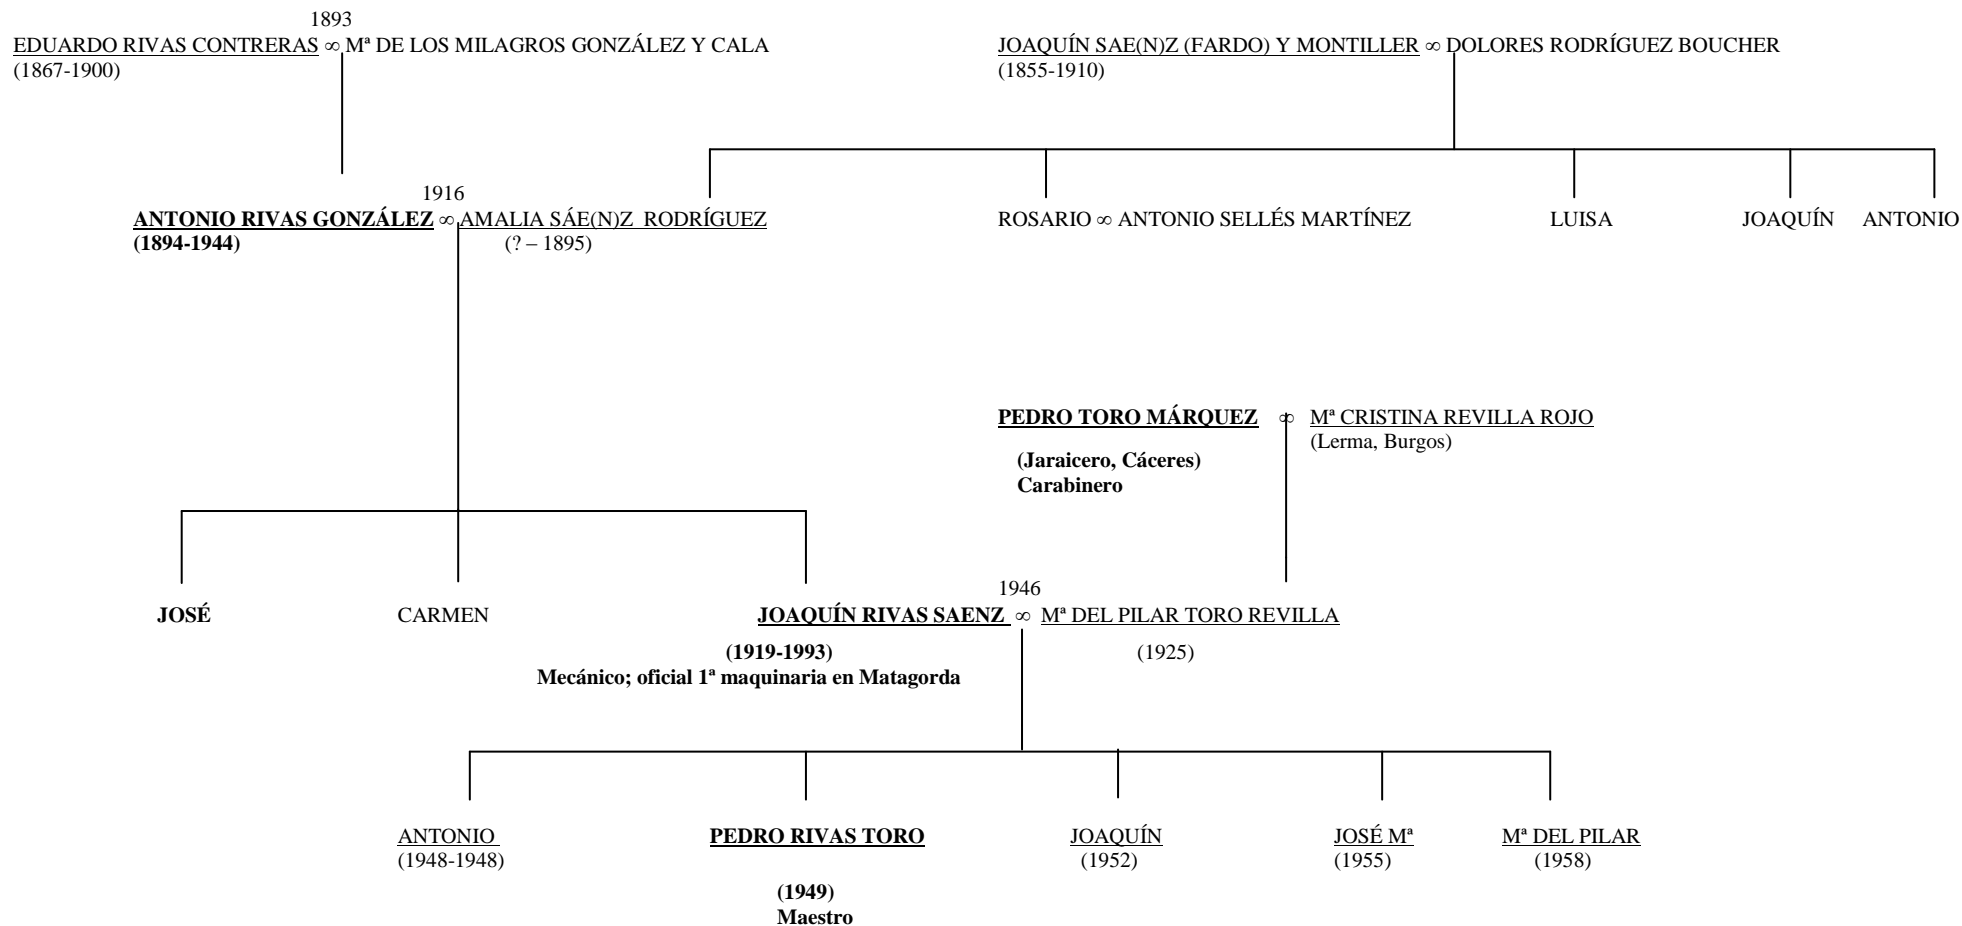 1893
EDUARDO RIVAS CONTRERAS ∞ Mª DE LOS MILAGROS GONZÁLEZ Y CALA
(1867-1900)
JOAQUÍN SAE(N)Z (FARDO) Y MONTILLER ∞ DOLORES RODRÍGUEZ BOUCHER
(1855-1910)
1916
ANTONIO RIVAS GONZÁLEZ ∞ AMALIA SÁE(N)Z RODRÍGUEZ
(1894-1944)
(? – 1895)
ROSARIO ∞ ANTONIO SELLÉS MARTÍNEZ
LUISA
JOAQUÍN
ANTONIO
PEDRO TORO MÁRQUEZ ∞ Mª CRISTINA REVILLA ROJO
(Lerma, Burgos)
(Jaraicero, Cáceres)
Carabinero
1946
JOSÉ
CARMEN
JOAQUÍN RIVAS SAENZ ∞ Mª DEL PILAR TORO REVILLA
(1919-1993)
(1925)
Mecánico; oficial 1ª maquinaria en Matagorda
ANTONIO
(1948-1948)
PEDRO RIVAS TORO
(1949)
Maestro
JOAQUÍN
(1952)
JOSÉ Mª
(1955)
Mª DEL PILAR
(1958)